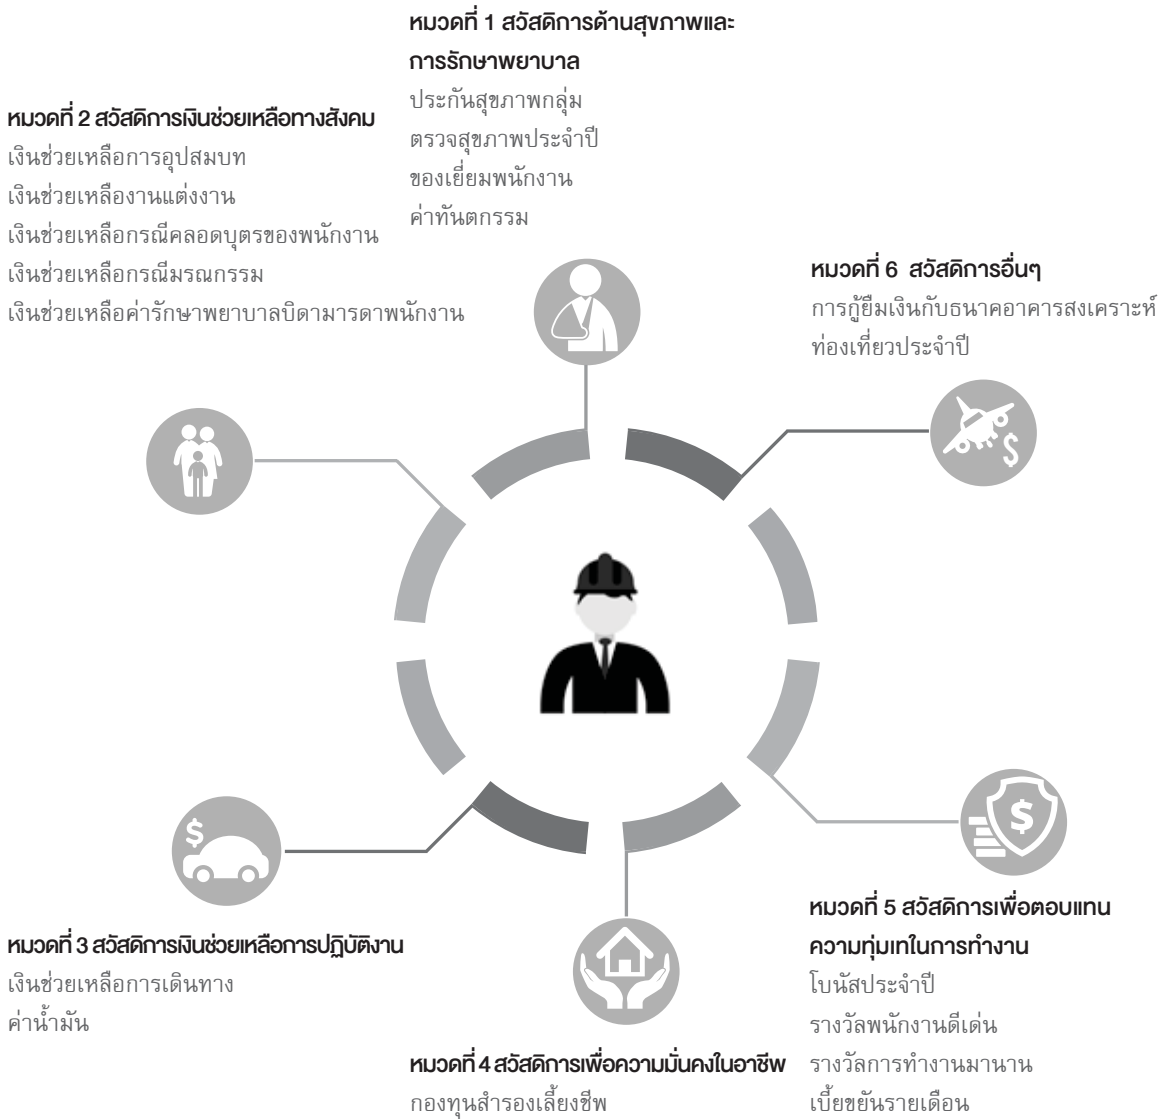 หมวดที่ 1 สวัสดิการด้านสุขภาพและ
การรักษาพยาบาล
ประกันสุขภาพกลุ่ม
ตรวจสุขภาพประจำปี
ของเยี่ยมพนักงาน
ค่าทันตกรรม
หมวดที่ 2 สวัสดิการเงินช่วยเหลือทางสังคม
เงินช่วยเหลือการอุปสมบท
เงินช่วยเหลืองานแต่งงาน
เงินช่วยเหลือกรณีคลอดบุตรของพนักงาน
เงินช่วยเหลือกรณีมรณกรรม
เงินช่วยเหลือค่ารักษาพยาบาลบิดามารดาพนักงาน
หมวดที่ 3 สวัสดิการเงินช่วยเหลือการปฏิบัติงาน
เงินช่วยเหลือการเดินทาง
ค่าน้ำมัน
หมวดที่ 4 สวัสดิการเพื่อความมั่นคงในอาชีพ
กองทุนสำรองเลี้ยงชีพ
หมวดที่ 5 สวัสดิการเพื่อตอบแทน
ความทุ่มเทในการทำงาน
โบนัสประจำปี
รางวัลพนักงานดีเด่น
รางวัลการทำงานมานาน
เบี้ยขยันรายเดือน
หมวดที่ 6 สวัสดิการอื่นๆ
การกู้ยืมเงินกับธนาคอาคารสงเคราะห์
ท่องเที่ยวประจำปี
$
$
$